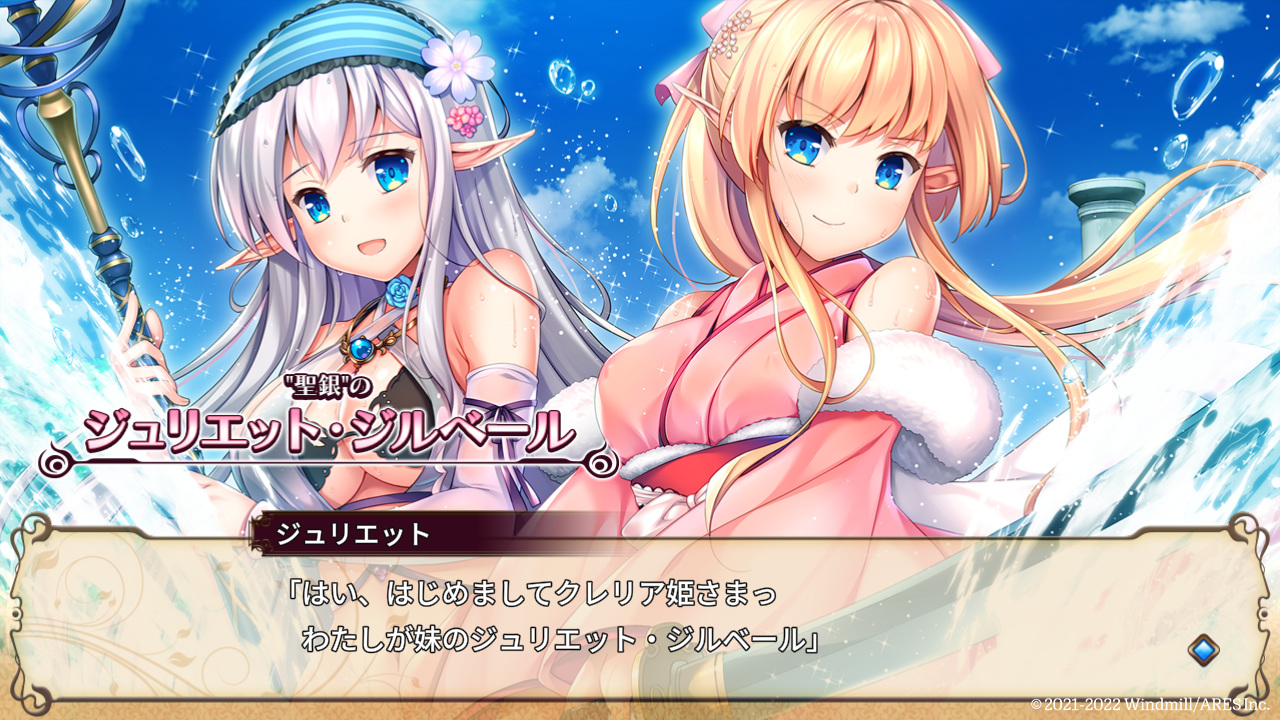 "聖銀"の
ジュリエット・ジルベール
ジュリエット
「はい、はじめましてクレリア姫さまっ
わたしが妹のジュリエット・ジルベール」
©2021-2022 Windmill/ARES Inc.